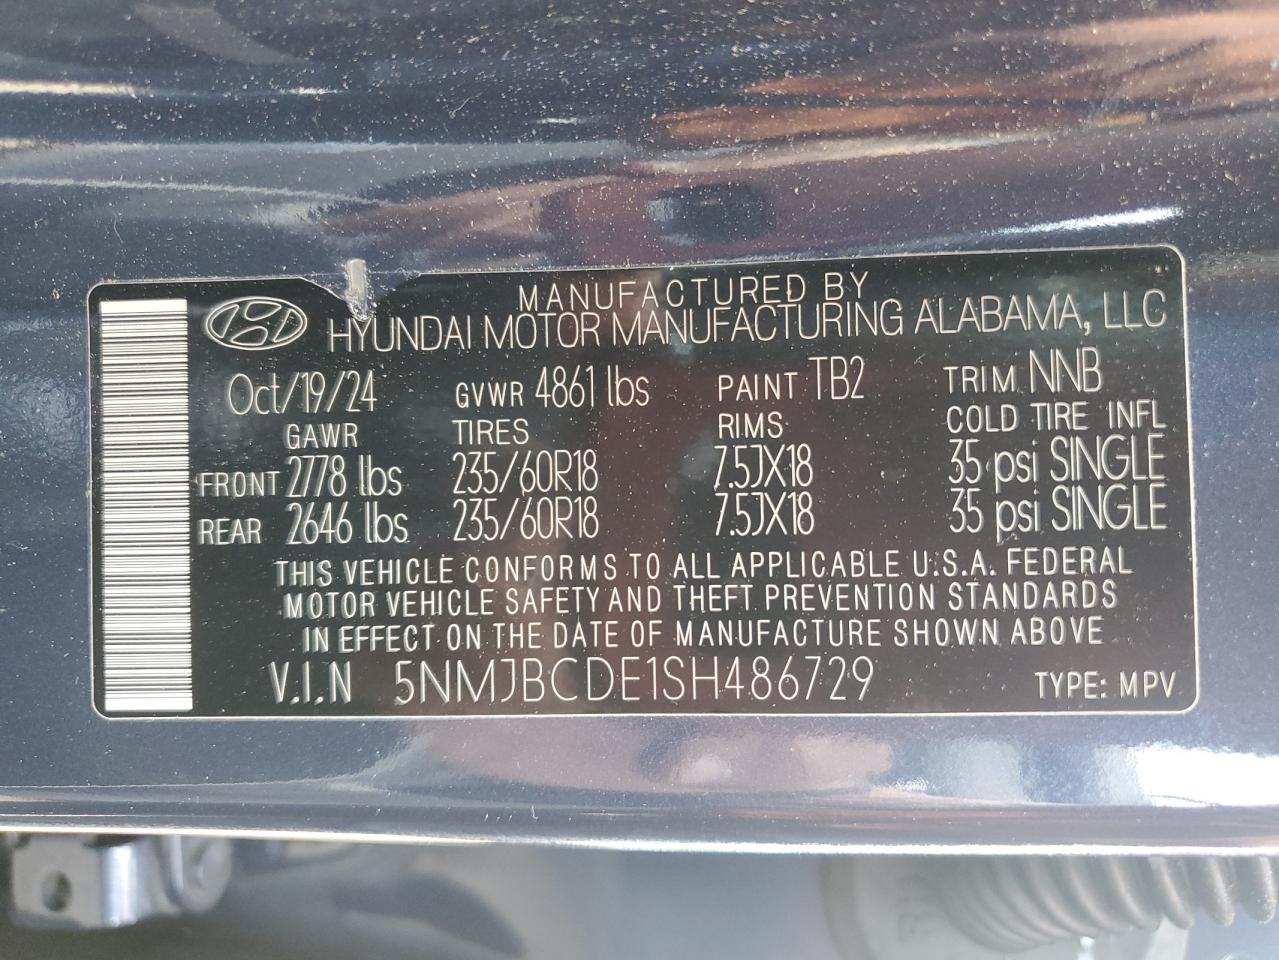 MANUFACTURED BY
HYUNDAI MOTOR MANUFACTURING ALABAMA, LLC
Oct/19/24 GVWR 4861 lbs PAINT TB2 TRIM NNB
GAWR TIRES RIMS COLD TIRE INFL
FRONT 2778 lbs 235/60R18 7.5JX18 35 psi SINGLE
REAR 2646 lbs 235/60R18 7.5JX18 35 psi SINGLE
THIS VEHICLE CONFORMS TO ALL APPLICABLE U.S.A. FEDERAL
MOTOR VEHICLE SAFETY AND THEFT PREVENTION STANDARDS
IN EFFECT ON THE DATE OF MANUFACTURE SHOWN ABOVE
V.I.N 5NMJBCDE1SH486729 TYPE: MPV